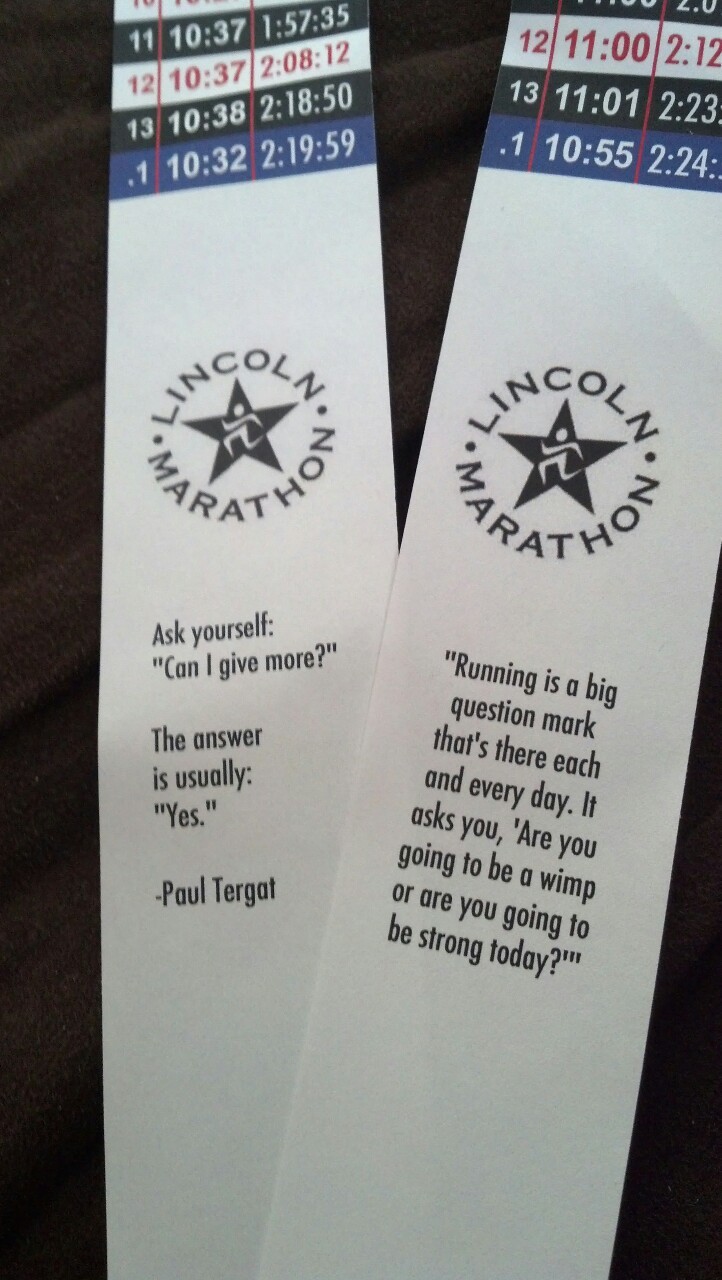 11 10:37 1:57:35
12 10:37 2:08:12
13 10:38 2:18:50
.1 10:32 2:19:59
LINCOLN
MARATHON
Ask yourself:
"Can I give more?"
The answer
is usually:
"Yes."
-Paul Tergat
12 11:00 2:12
13 11:01 2:23:
.1 10:55 2:24:
LINCOLN
MARATHON
"Running is a big
question mark
that's there each
and every day. It
asks you, 'Are you
going to be a wimp
or are you going to
be strong today?'"